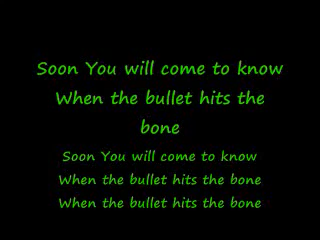 Soon You will come to know
When the bullet hits the
bone
Soon You will come to know
When the bullet hits the bone
When the bullet hits the bone